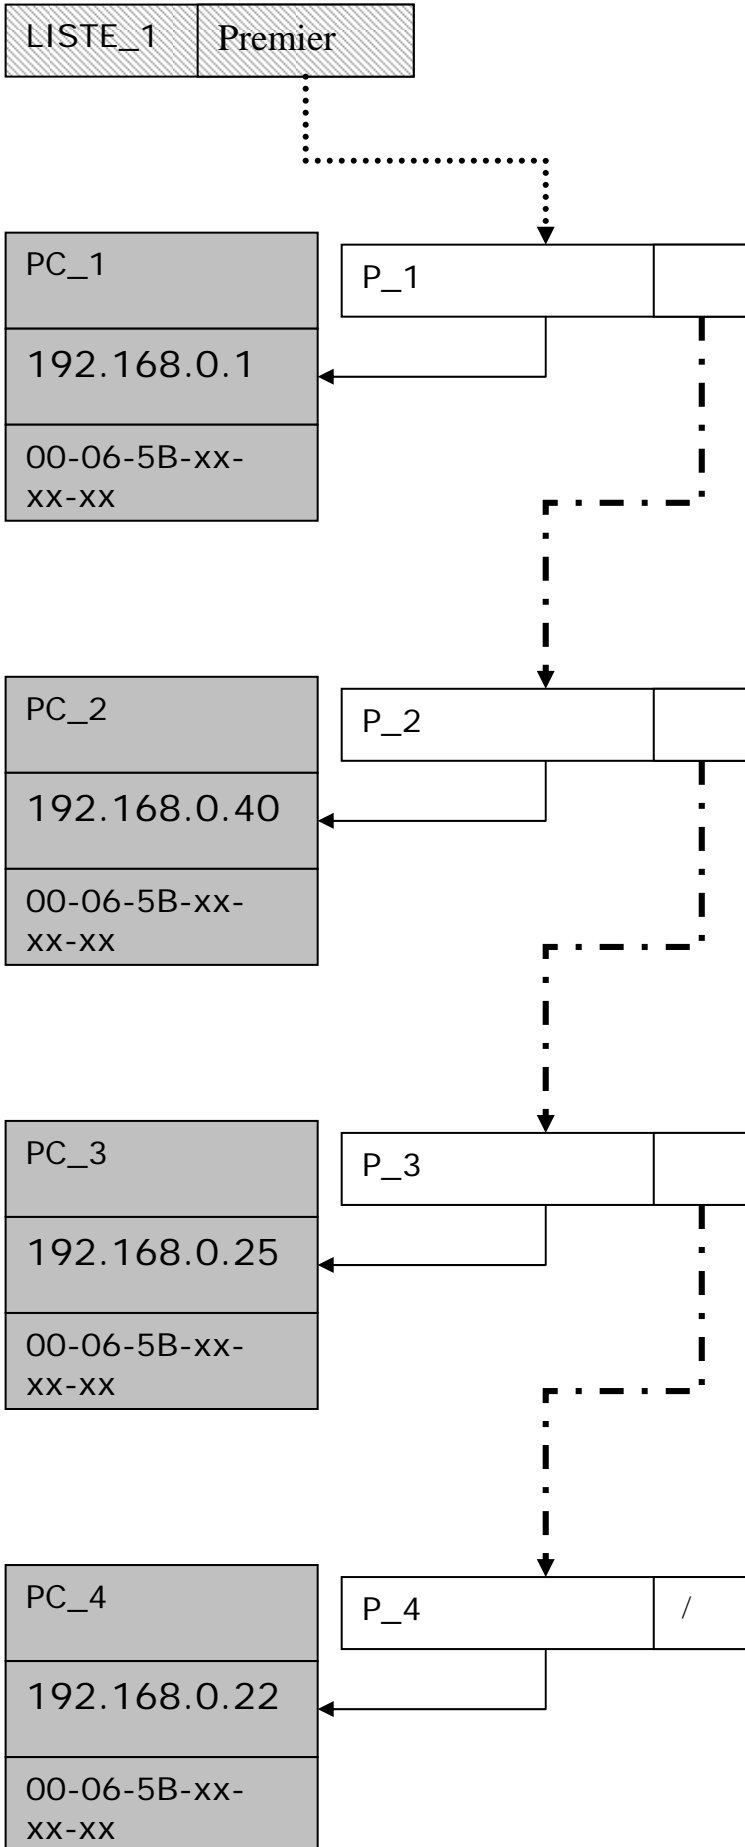 LISTE_1 Premier
PC_1
P_1
192.168.0.1
00-06-5B-xx-
xx-xx
PC_2
P_2
192.168.0.40
00-06-5B-xx-
xx-xx
PC_3
P_3
192.168.0.25
00-06-5B-xx-
xx-xx
PC_4
P_4 /
192.168.0.22
00-06-5B-xx-
xx-xx